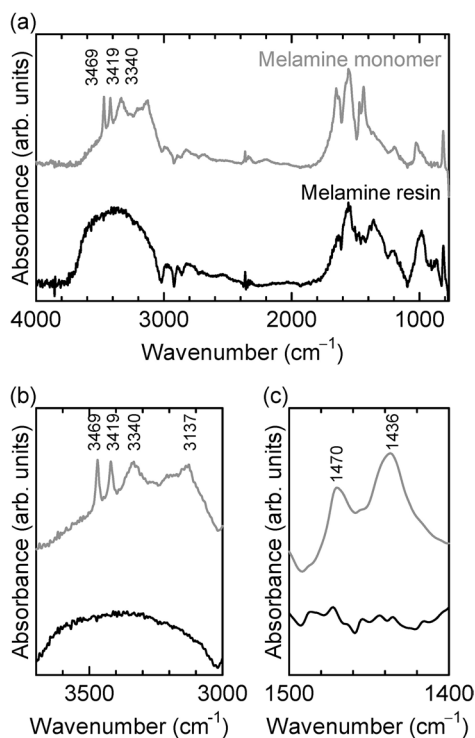 (a)
3469
3419
3340
Melamine monomer
Melamine resin
Absorbance (arb. units)
4000 3000 2000 1000
Wavenumber (cm⁻¹)
(b)
3469
3419
3340
3137
Absorbance (arb. units)
3500 3000
Wavenumber (cm⁻¹)
(c)
1470
1436
Absorbance (arb. units)
1500 1400
Wavenumber (cm⁻¹)